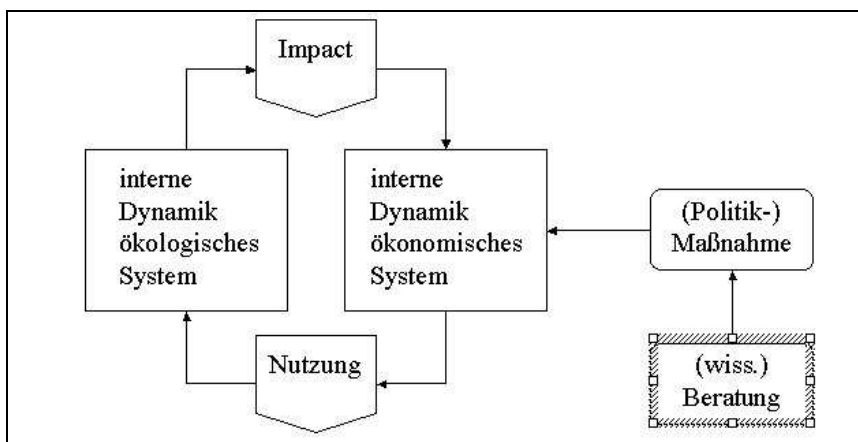 Impact
interne
Dynamik
ökologisches
System
interne
Dynamik
ökonomisches
System
(Politik-)
Maßnahme
Nutzung
(wiss.)
Beratung